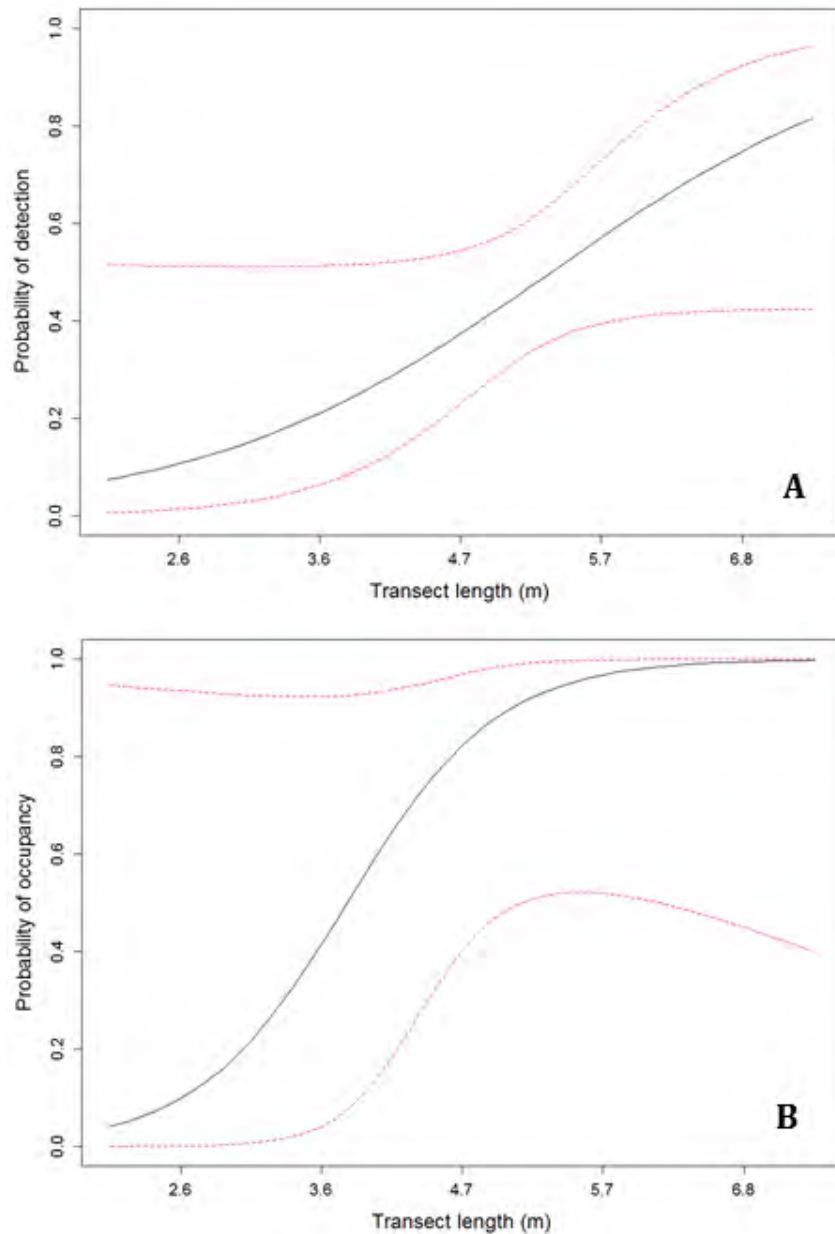 1.0
0.8
0.6
0.4
0.2
0.0
Probability of detection
A
2.6 3.6 4.7 5.7 6.8
Transect length (m)
1.0
0.8
0.6
0.4
0.2
0.0
Probability of occupancy
B
2.6 3.6 4.7 5.7 6.8
Transect length (m)